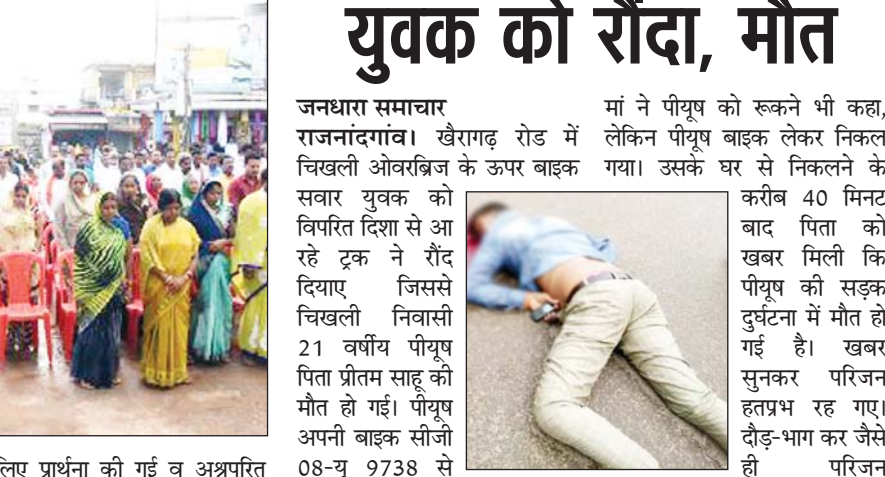 युवक को रौंदा, मौत
जनधारा समाचार
राजनांदगांव। खैरागढ़ रोड में
चिखली ओवरब्रिज के ऊपर बाइक
सवार युवक को
विपरित दिशा से आ
रहे ट्रक ने रौंद
दियाए जिससे
चिखली निवासी
21 वर्षीय पीयूष
पिता प्रीतम साहू की
मौत हो गई। पीयूष
अपनी बाइक सीजी
08-यू 9738 से
मां ने पीयूष को रूकने भी कहा,
लेकिन पीयूष बाइक लेकर निकल
गया। उसके घर से निकलने के
करीब 40 मिनट
बाद पिता को
खबर मिली कि
पीयूष की सड़क
दुर्घटना में मौत हो
गई है। खबर
सुनकर परिजन
हतप्रभ रह गए।
दौड़-भाग कर जैसे
ही परिजन
लिए प्रार्थना की गई व अश्रुपूरित